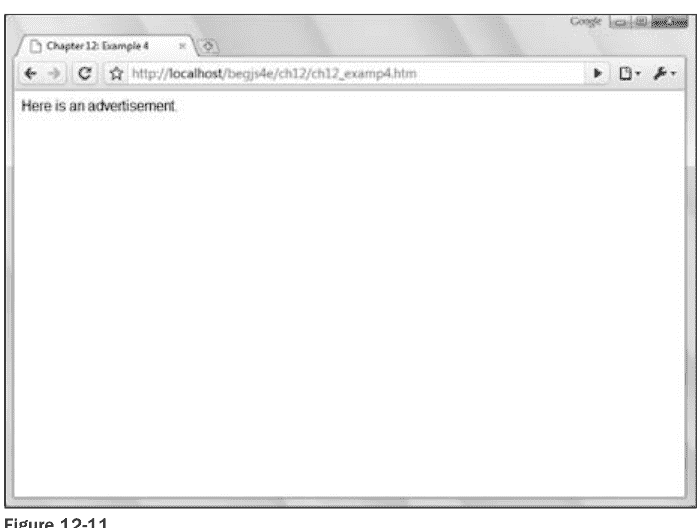 Google
Chapter 12: Example 4
http://localhost/begjs4e/ch12/ch12_examp4.htm
Here is an advertisement.
Figure 12-11